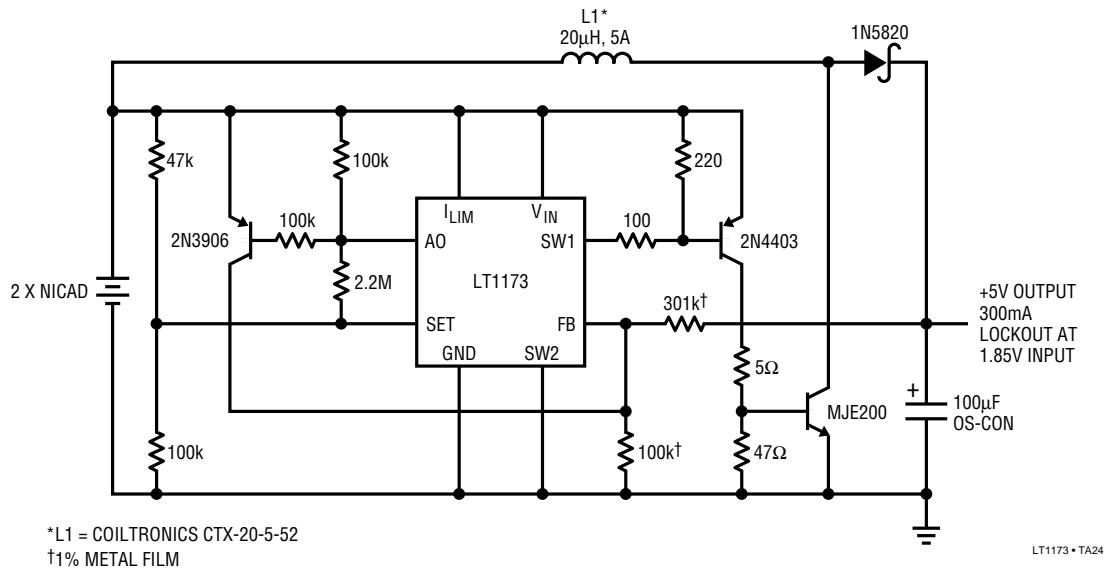 L1*
20μH, 5A
1N5820
47k
100k
220
ILIM
VIN
2N3906
100k
AO
SW1
100
2N4403
2 X NICAD
2.2M
LT1173
SET
FB
301k†
+5V OUTPUT
300mA
LOCKOUT AT
1.85V INPUT
GND
SW2
5Ω
MJE200
+
100μF
OS-CON
100k
100k†
47Ω
*L1 = COILTRONICS CTX-20-5-52
†1% METAL FILM
LT1173 • TA24